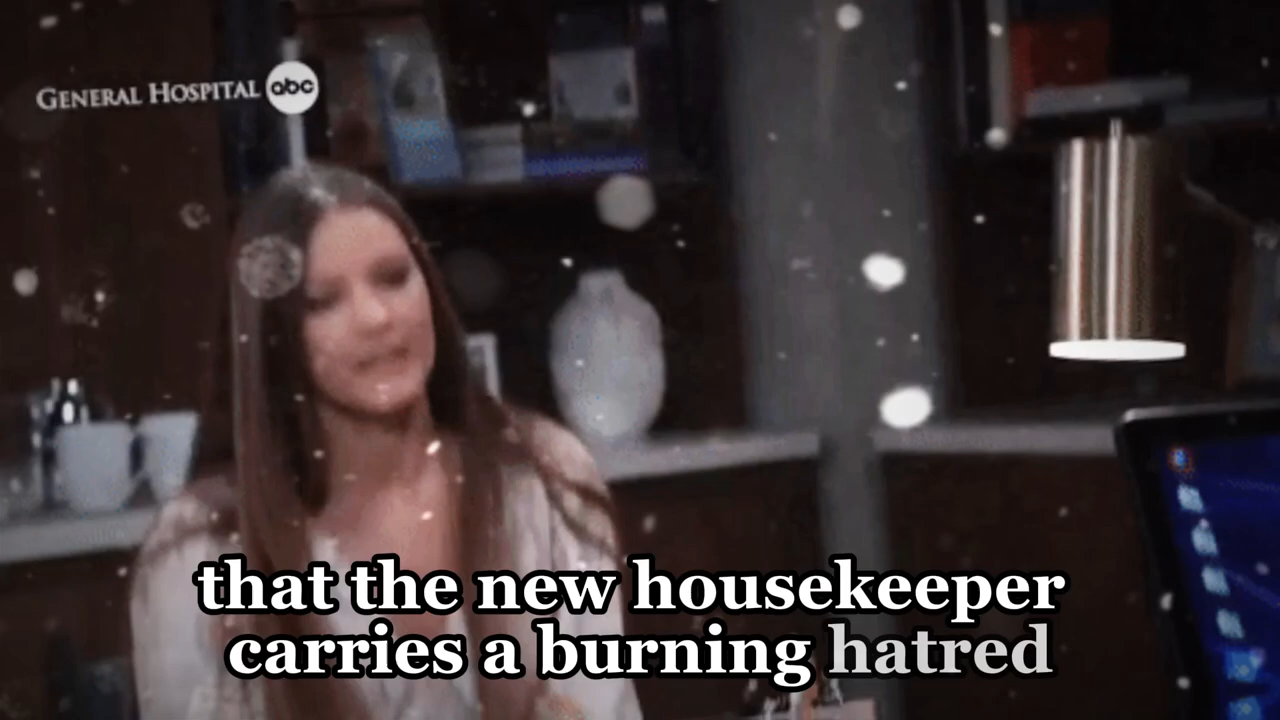 GENERAL HOSPITAL abc
that the new housekeeper
carries a burning hatred